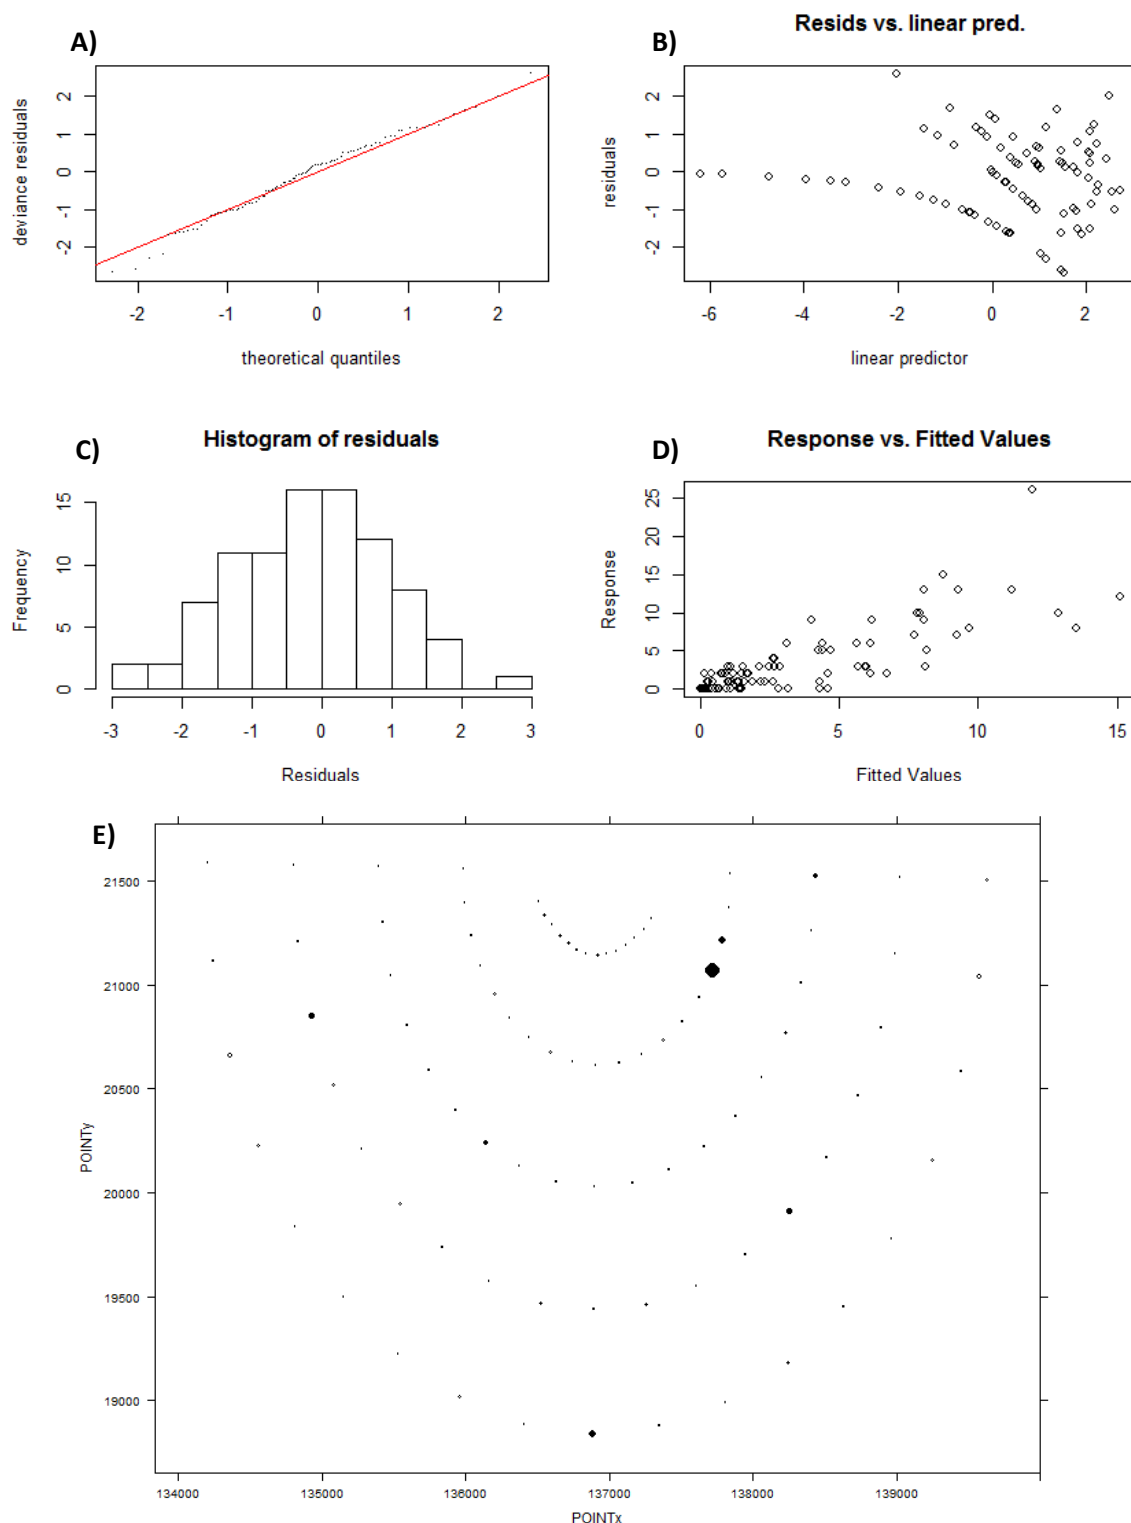 A)
deviance residuals
2
1
0
-1
-2
-2 -1 0 1 2
theoretical quantiles
B)
Resids vs. linear pred.
residuals
2
1
0
-1
-2
-6 -4 -2 0 2
linear predictor
C)
Histogram of residuals
Frequency
15
10
5
0
-3 -2 -1 0 1 2 3
Residuals
D)
Response vs. Fitted Values
Response
25
20
15
10
5
0
0 5 10 15
Fitted Values
E)
POINTy
21500
21000
20500
20000
19500
19000
134000 135000 136000 137000 138000 139000
POINTx